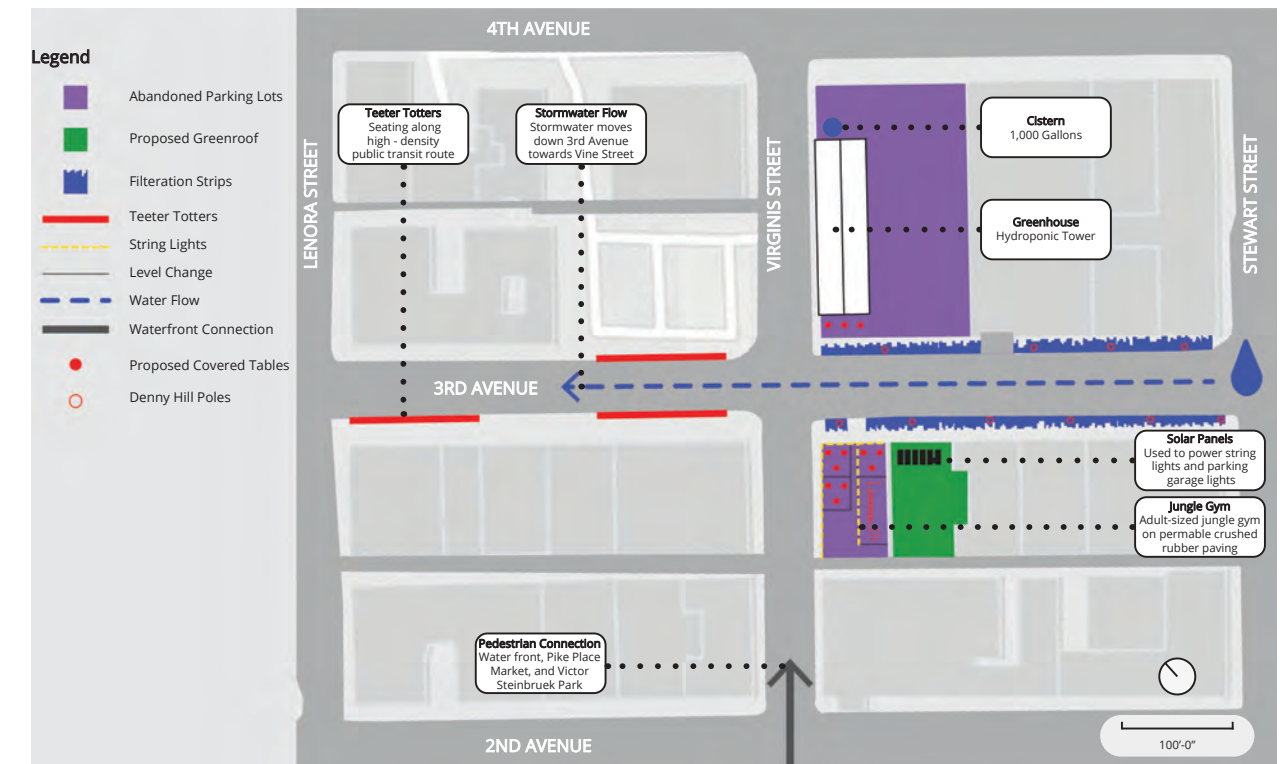 4TH AVENUE
Legend
Abandoned Parking Lots
Proposed Greenroof
Filteration Strips
Teeter Totters
String Lights
Level Change
Water Flow
Waterfront Connection
Proposed Covered Tables
Denny Hill Poles
LENORA STREET
Teeter Totters
Seating along
high - density
public transit route
Stormwater Flow
Stormwater moves
down 3rd Avenue
towards Vine Street
VIRGINIS STREET
Cistern
1,000 Gallons
Greenhouse
Hydroponic Tower
STEWART STREET
3RD AVENUE
Solar Panels
Used to power string
lights and parking
garage lights
Jungle Gym
Adult-sized jungle gym
on permable crushed
rubber paving
Pedestrian Connection
Water front, Pike Place
Market, and Victor
Steinbruek Park
2ND AVENUE
100'-0"